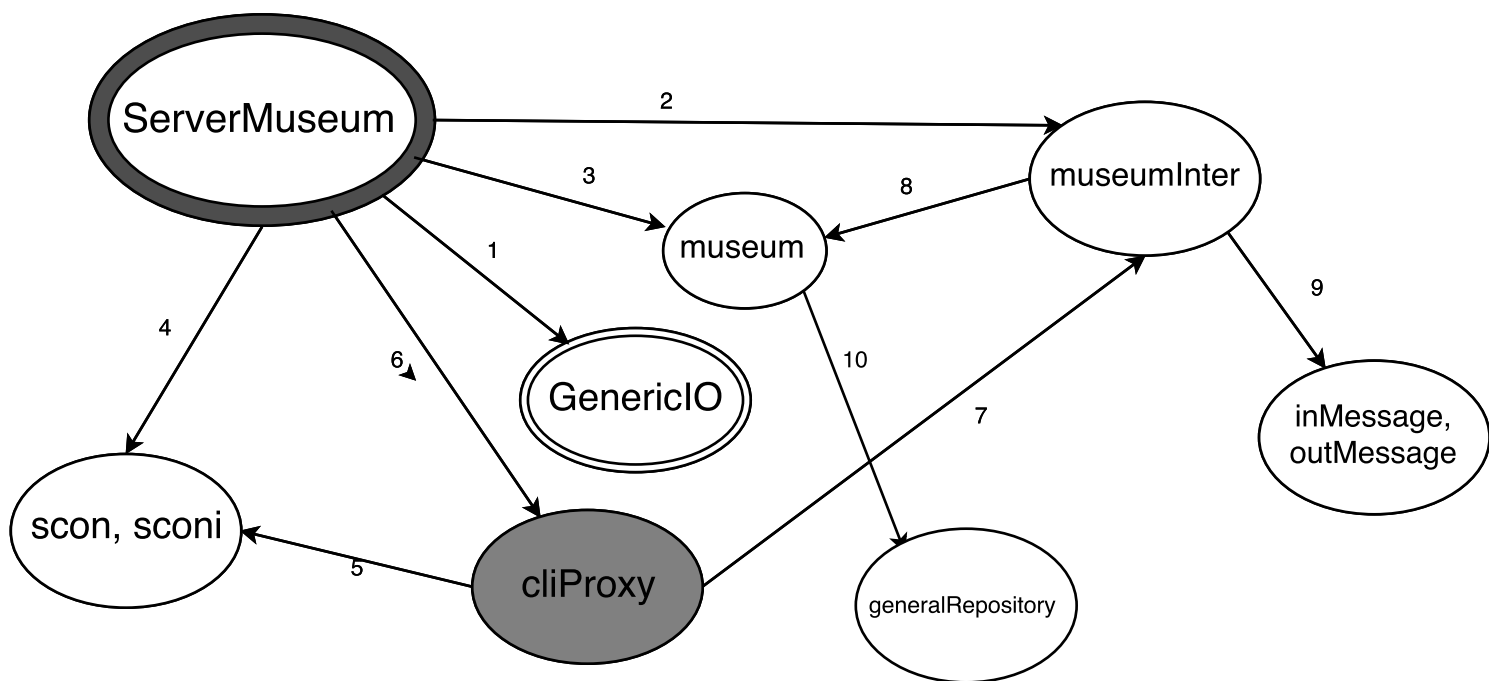 2
ServerMuseum
museumInter
3
8
museum
1
9
4
6
10
GenericIO
7
inMessage,
outMessage
scon, sconi
5
cliProxy
generalRepository